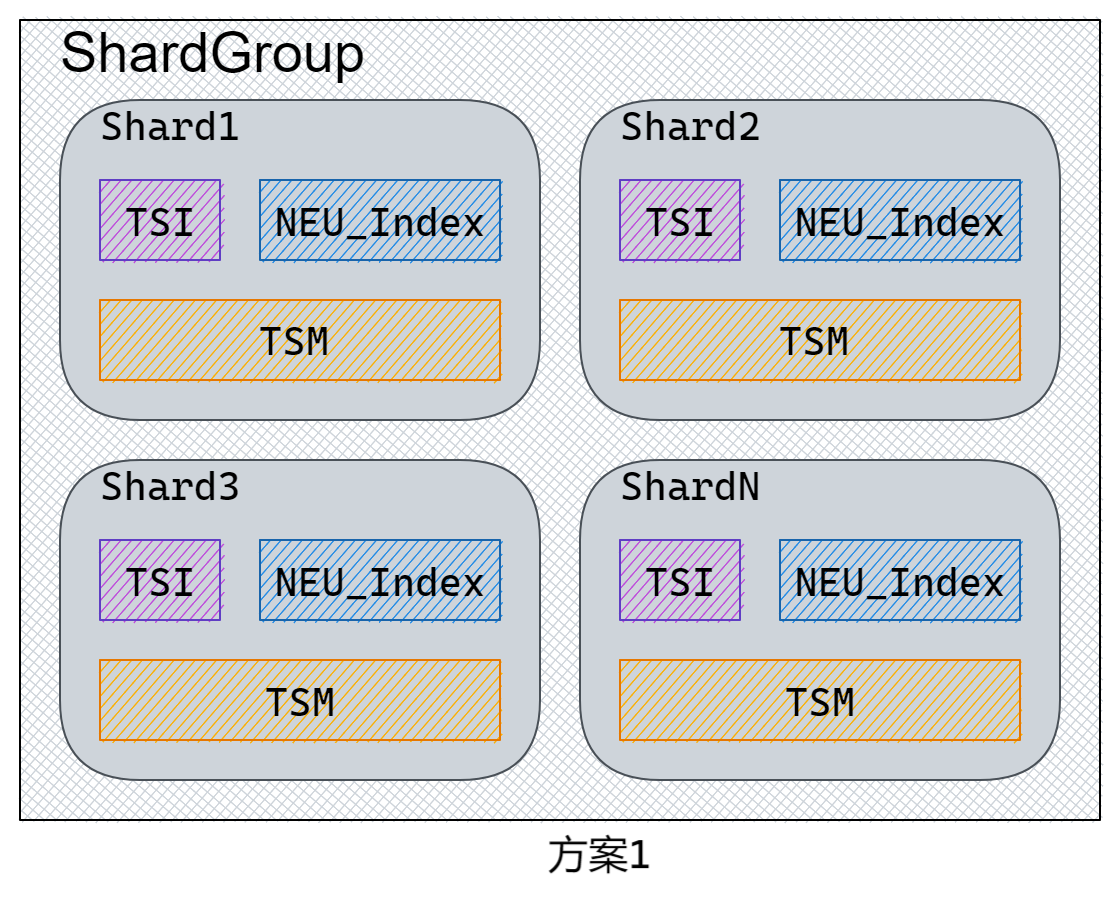 ShardGroup
Shard1
TSI
NEU_Index
TSM
Shard2
TSI
NEU_Index
TSM
Shard3
TSI
NEU_Index
TSM
ShardN
TSI
NEU_Index
TSM
方案1